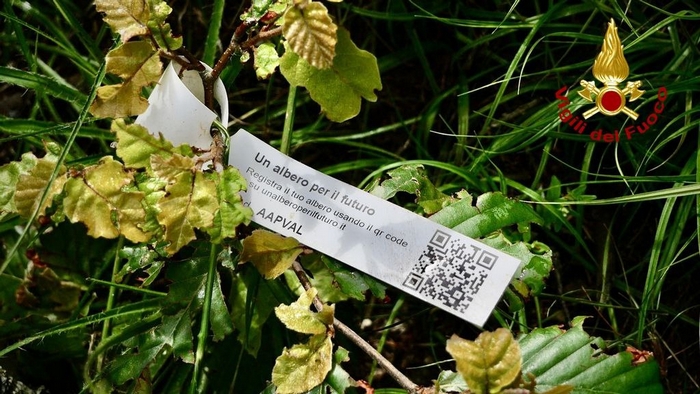 Vigili del Fuoco
Un albero per il futuro
Registra il tuo albero usando il qr code
su unalberoperilfuturo.it
AAPVAL